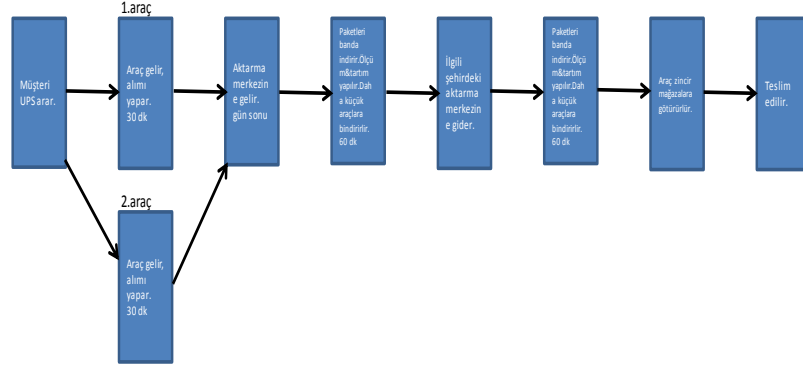 1.araç
Müşteri
UPS arar.
Araç gelir,
alımı
yapar.
30 dk
Aktarma
merkezin
e gelir.
gün sonu
Paketleri
banda
indirir.Ölçü
m&tartım
yapılır.Dah
a küçük
araçlara
bindirirlir.
60 dk
İlgili
şehirdeki
aktarma
merkezin
e gider.
Paketleri
banda
indirir.Ölçü
m&tartım
yapılır.Dah
a küçük
araçlara
bindirirlir.
60 dk
Araç zincir
mağazalara
götürürlür.
Teslim
edilir.
2.araç
Araç gelir,
alımı
yapar.
30 dk